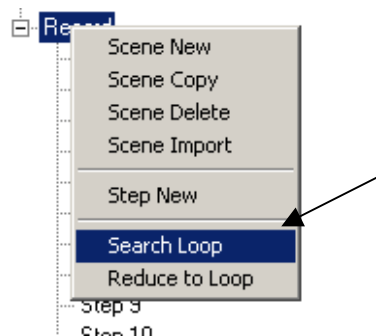 Record
Scene New
Scene Copy
Scene Delete
Scene Import
Step New
Search Loop
Reduce to Loop
Step 9
Step 10